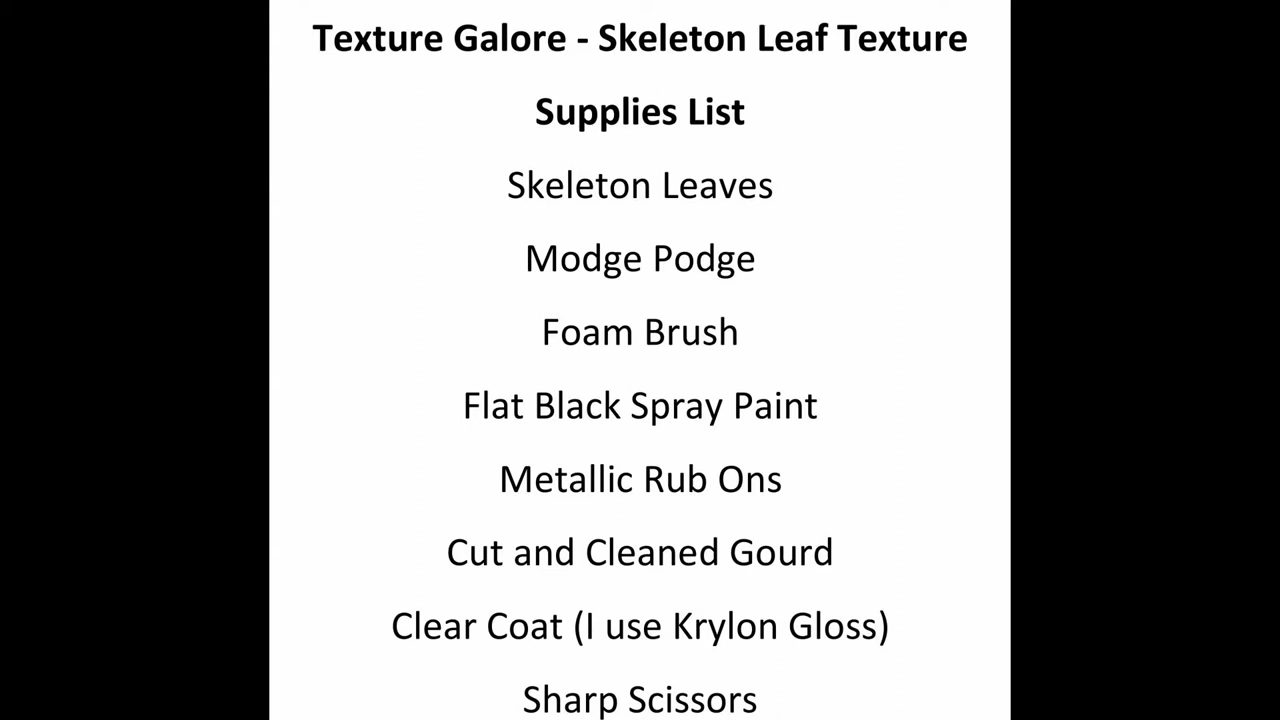 Texture Galore - Skeleton Leaf Texture
Supplies List
Skeleton Leaves
Modge Podge
Foam Brush
Flat Black Spray Paint
Metallic Rub Ons
Cut and Cleaned Gourd
Clear Coat (I use Krylon Gloss)
Sharp Scissors